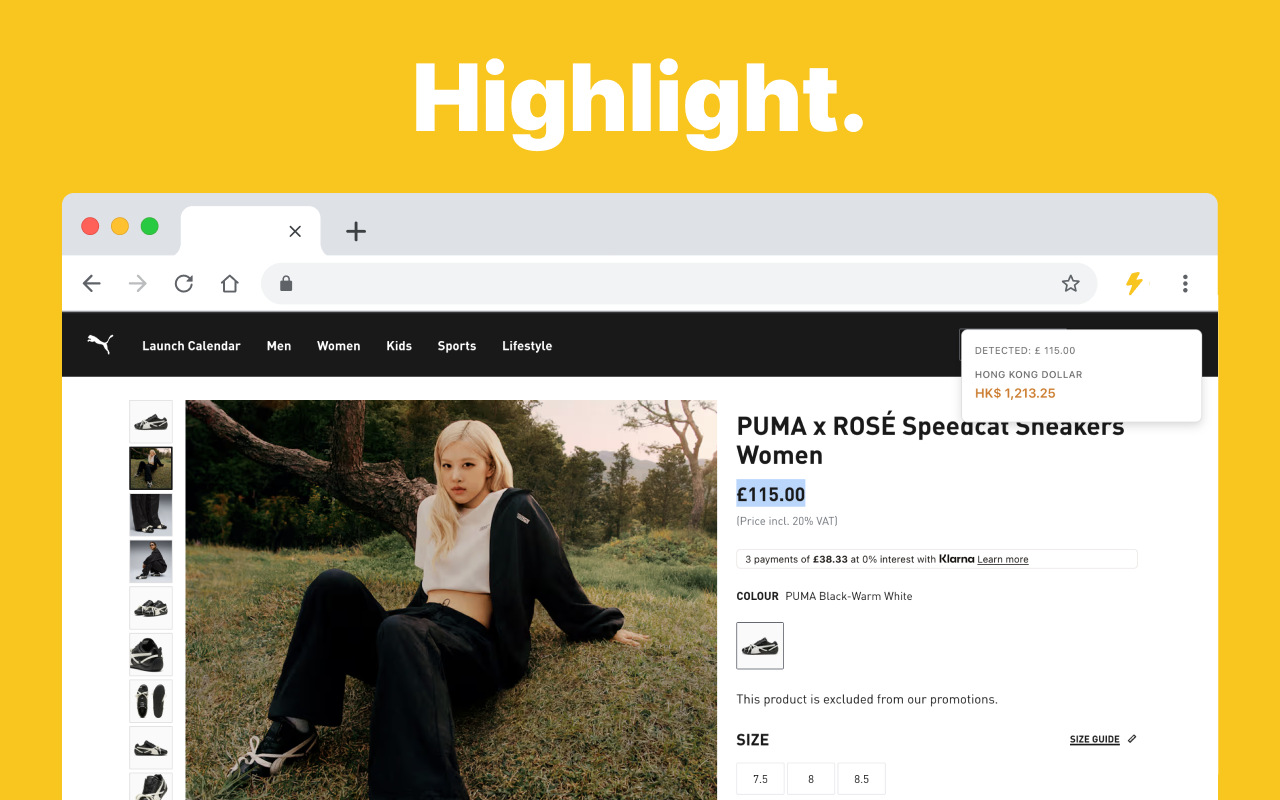 Highlight.
Launch Calendar Men Women Kids Sports Lifestyle
DETECTED: £ 115.00
HONG KONG DOLLAR
HK$ 1,213.25
PUMA x ROSÉ Speedcat Sneakers
Women
£115.00
(Price incl. 20% VAT)
3 payments of £38.33 at 0% interest with Klarna Learn more
COLOUR PUMA Black-Warm White
This product is excluded from our promotions.
SIZE SIZE GUIDE
7.5 8 8.5